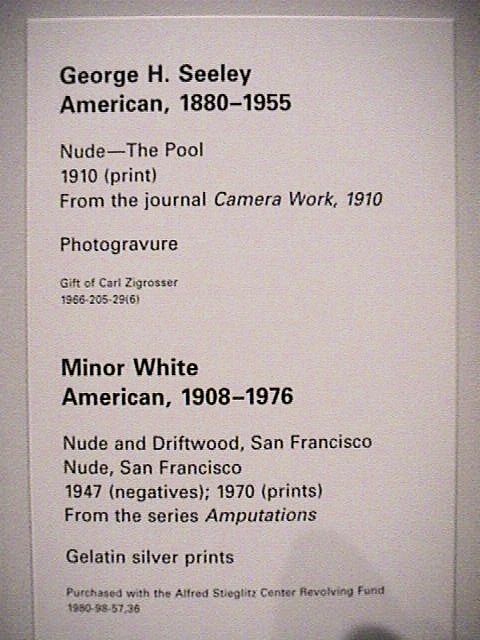 George H. Seeley
American, 1880–1955
Nude—The Pool
1910 (print)
From the journal Camera Work, 1910
Photogravure
Gift of Carl Zigrosser
1966-205-29(6)
Minor White
American, 1908–1976
Nude and Driftwood, San Francisco
Nude, San Francisco
1947 (negatives); 1970 (prints)
From the series Amputations
Gelatin silver prints
Purchased with the Alfred Stieglitz Center Revolving Fund
1980-98-57,36